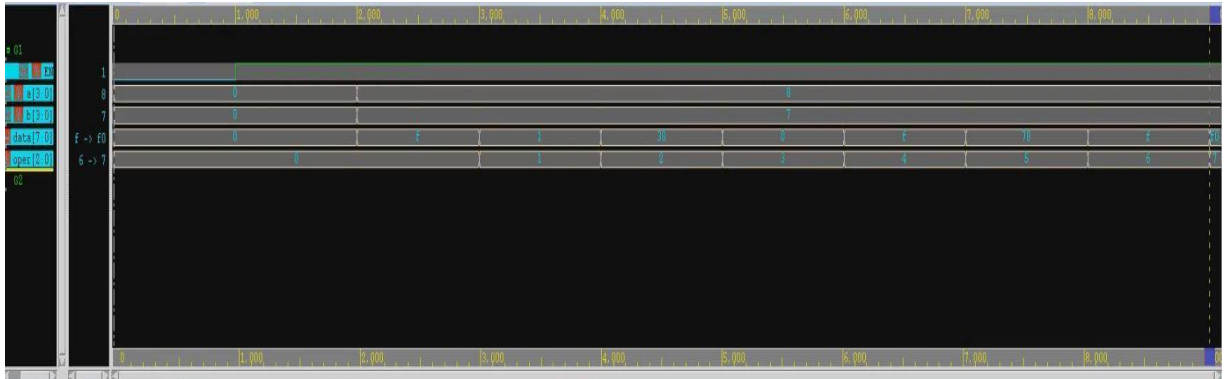 0 1,000 2,000 3,000 4,000 5,000 6,000 7,000 8,000
= G1
EN 1
a[3:0] 8 0 8
b[3:0] 7 0 7
data[7:0] f -> f0 0 f 1 38 0 f 78 f f0
oper[2:0] 6 -> 7 0 1 2 3 4 5 6 7
G2
0 1,000 2,000 3,000 4,000 5,000 6,000 7,000 8,000